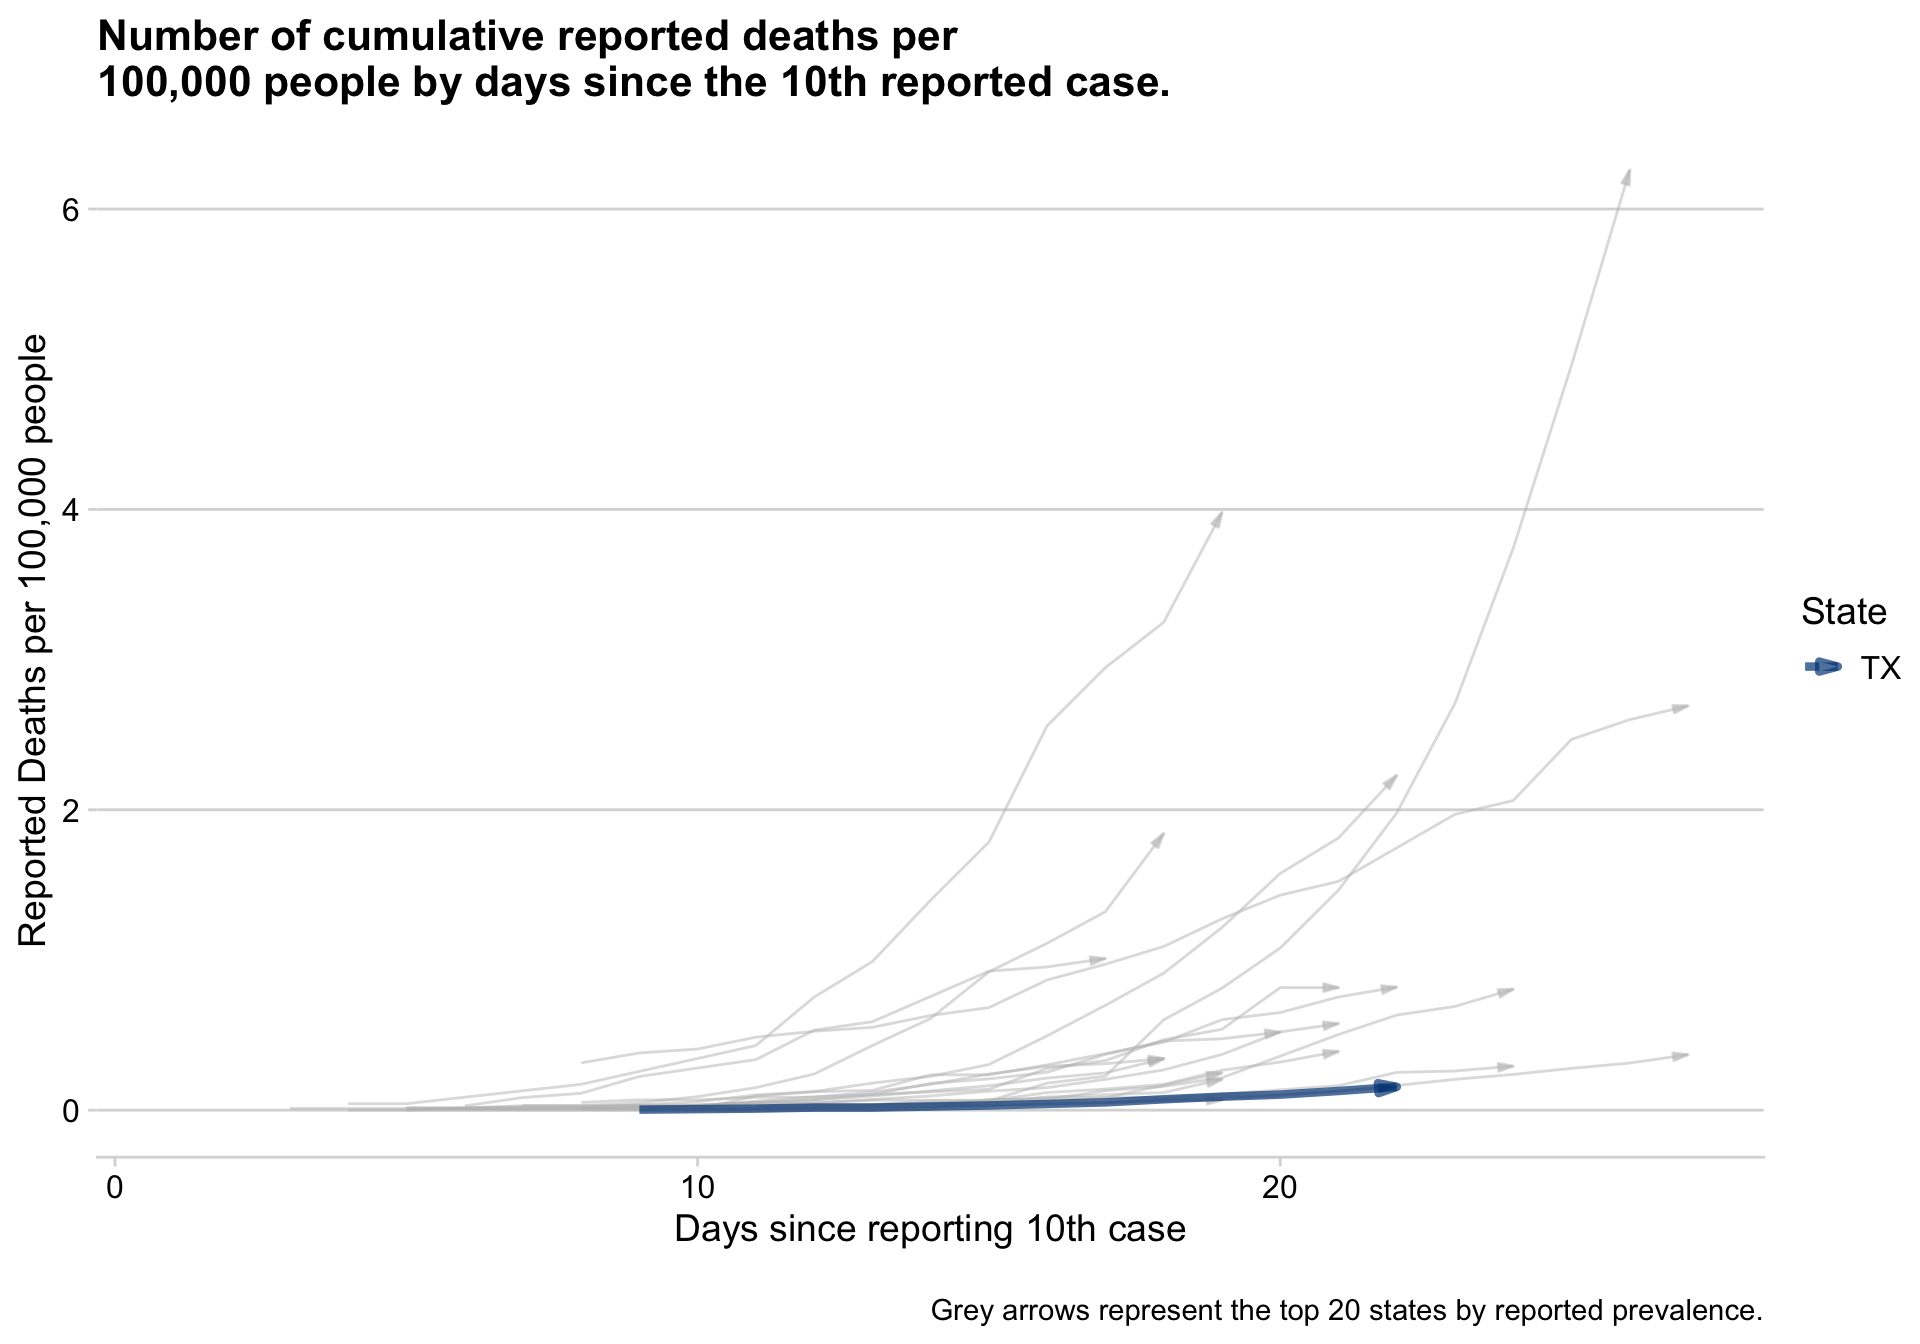 Number of cumulative reported deaths per
100,000 people by days since the 10th reported case.
Reported Deaths per 100,000 people
6
4
2
0
0
10
20
Days since reporting 10th case
State
TX
Grey arrows represent the top 20 states by reported prevalence.